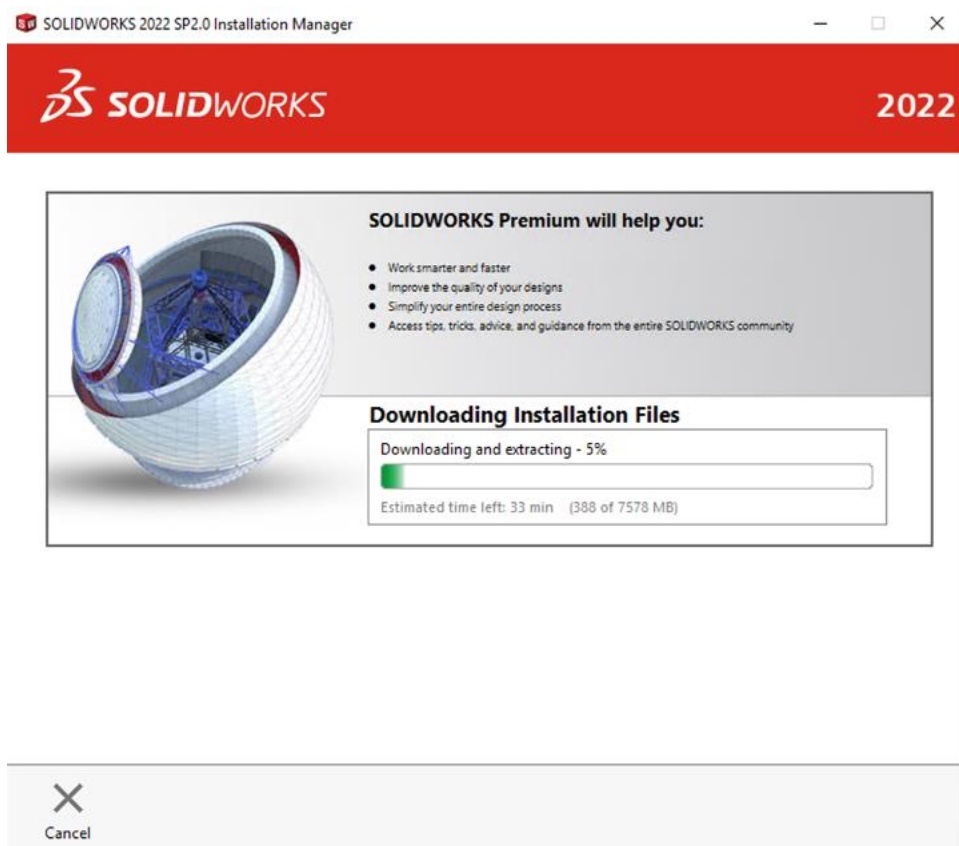 SOLIDWORKS 2022 SP2.0 Installation Manager
SOLIDWORKS
2022
SOLIDWORKS Premium will help you:
Work smarter and faster
Improve the quality of your designs
Simplify your entire design process
Access tips, tricks, advice, and guidance from the entire SOLIDWORKS community
Downloading Installation Files
Downloading and extracting - 5%
Estimated time left: 33 min (388 of 7578 MB)
Cancel